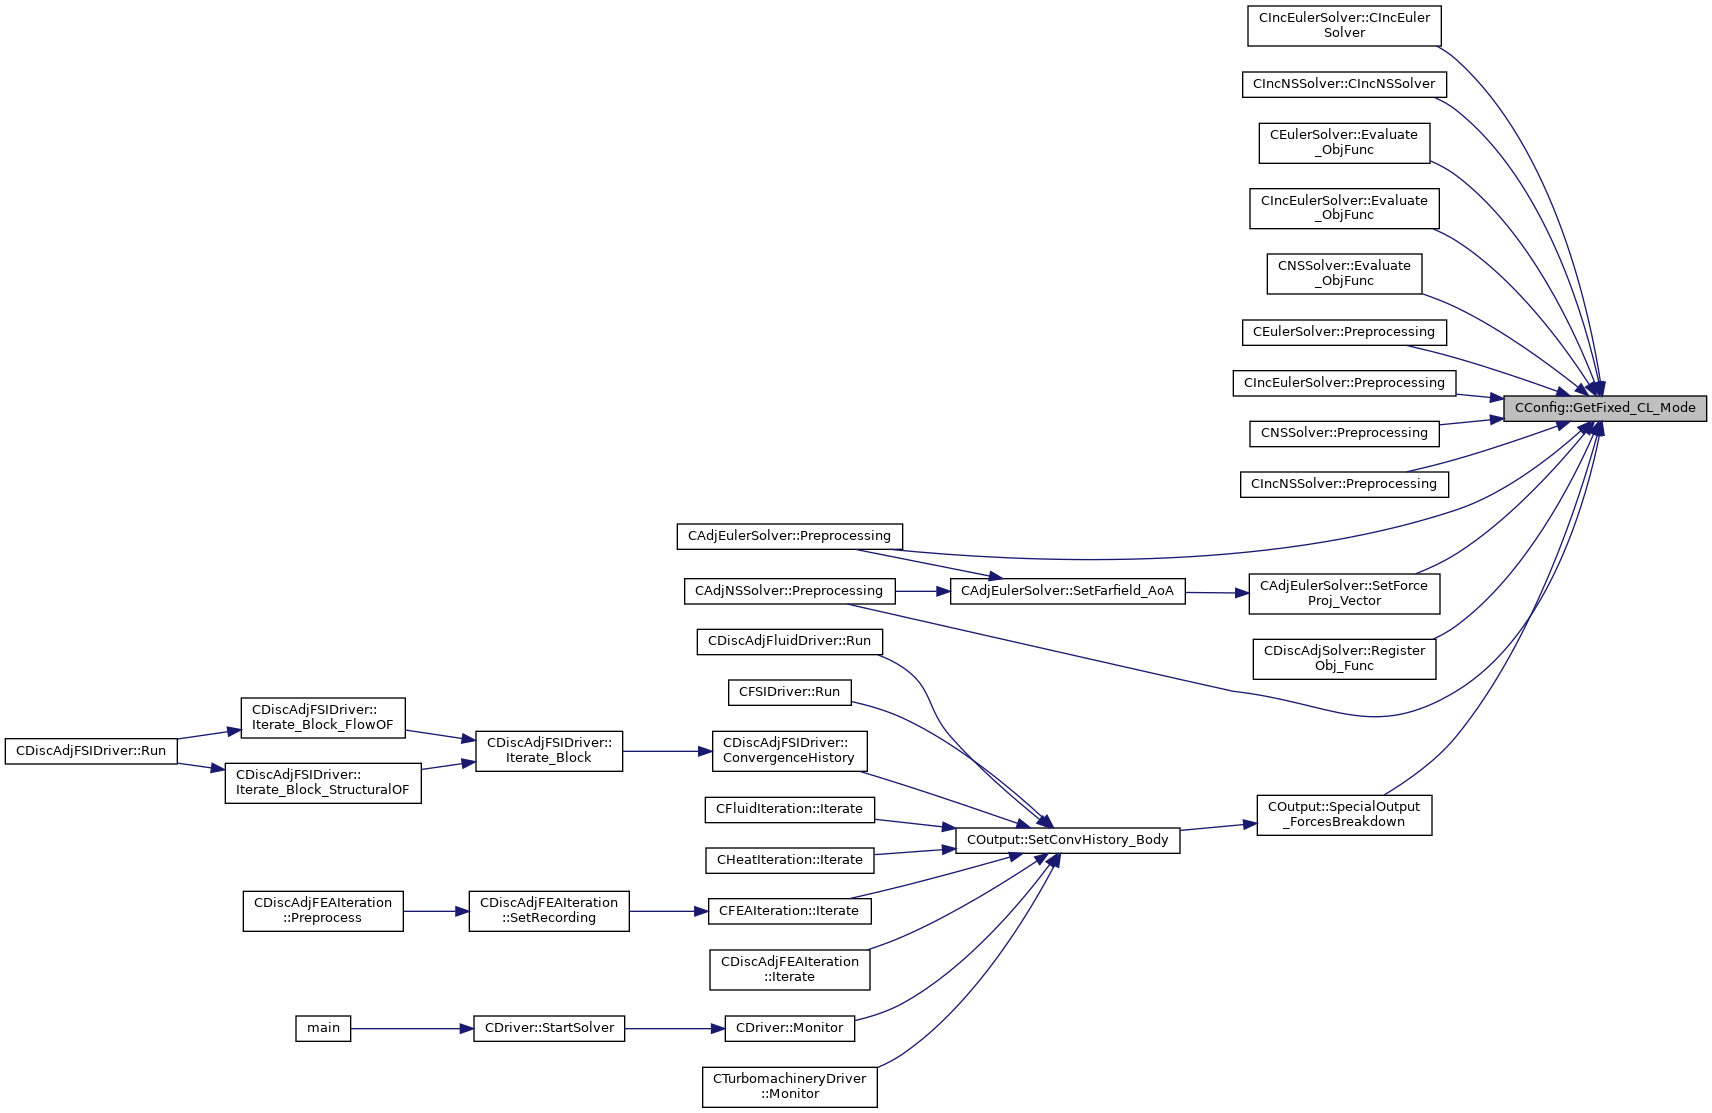 CIncEulerSolver::CIncEuler
Solver
CIncNSSolver::CIncNSSolver
CEulerSolver::Evaluate
_ObjFunc
CIncEulerSolver::Evaluate
_ObjFunc
CNSSolver::Evaluate
_ObjFunc
CEulerSolver::Preprocessing
CIncEulerSolver::Preprocessing
CConfig::GetFixed_CL_Mode
CNSSolver::Preprocessing
CIncNSSolver::Preprocessing
CAdjEulerSolver::Preprocessing
CAdjNSSolver::Preprocessing
CAdjEulerSolver::SetFarfield_AoA
CAdjEulerSolver::SetForce
Proj_Vector
CDiscAdjFluidDriver::Run
CDiscAdjSolver::Register
Obj_Func
CFSIDriver::Run
CDiscAdjFSIDriver::
Iterate_Block_FlowOF
CDiscAdjFSIDriver::Run
CDiscAdjFSIDriver::
Iterate_Block
CDiscAdjFSIDriver::
ConvergenceHistory
CDiscAdjFSIDriver::
Iterate_Block_StructuralOF
CFluidIteration::Iterate
COutput::SpecialOutput
_ForcesBreakdown
COutput::SetConvHistory_Body
CHeatIteration::Iterate
CDiscAdjFEAIteration
::Preprocess
CDiscAdjFEAIteration
::SetRecording
CFEAIteration::Iterate
CDiscAdjFEAIteration
::Iterate
main
CDriver::StartSolver
CDriver::Monitor
CTurbomachineryDriver
::Monitor